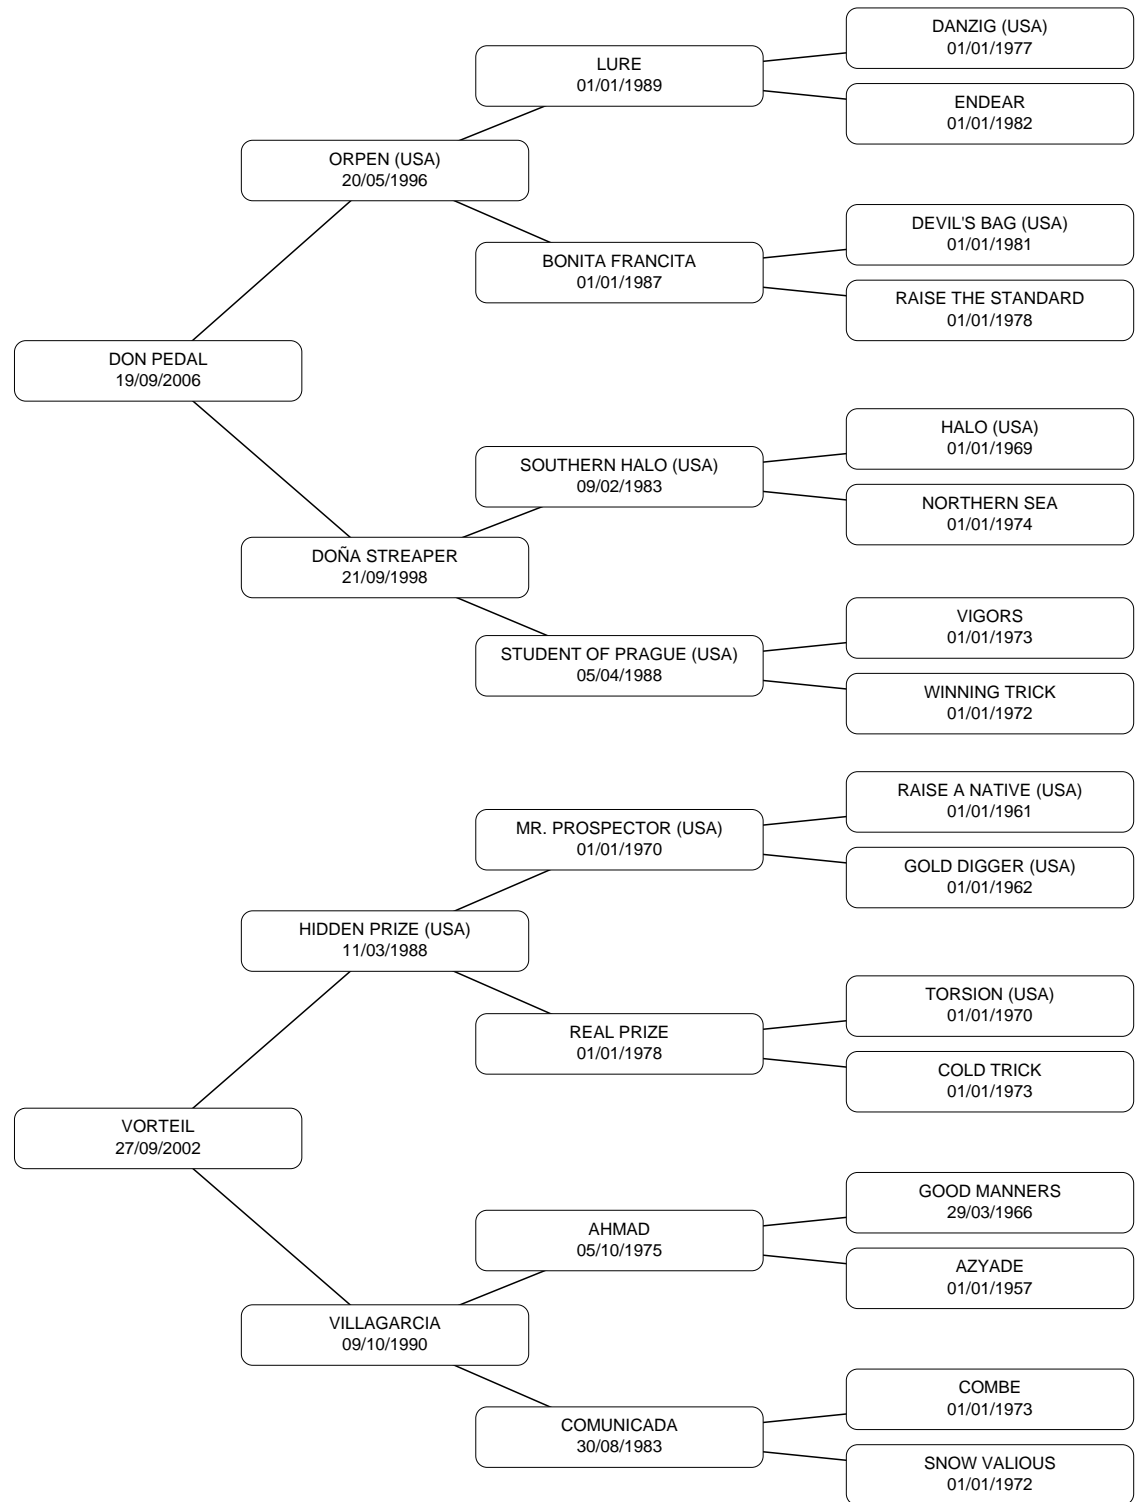 DANZIG (USA)
01/01/1977
LURE
01/01/1989
ENDEAR
01/01/1982
ORPEN (USA)
20/05/1996
DEVIL'S BAG (USA)
01/01/1981
BONITA FRANCITA
01/01/1987
RAISE THE STANDARD
01/01/1978
DON PEDAL
19/09/2006
HALO (USA)
01/01/1969
SOUTHERN HALO (USA)
09/02/1983
NORTHERN SEA
01/01/1974
DOÑA STREAPER
21/09/1998
VIGORS
01/01/1973
STUDENT OF PRAGUE (USA)
05/04/1988
WINNING TRICK
01/01/1972
RAISE A NATIVE (USA)
01/01/1961
MR. PROSPECTOR (USA)
01/01/1970
GOLD DIGGER (USA)
01/01/1962
HIDDEN PRIZE (USA)
11/03/1988
TORSION (USA)
01/01/1970
REAL PRIZE
01/01/1978
COLD TRICK
01/01/1973
VORTEIL
27/09/2002
GOOD MANNERS
29/03/1966
AHMAD
05/10/1975
AZYADE
01/01/1957
VILLAGARCIA
09/10/1990
COMBE
01/01/1973
COMUNICADA
30/08/1983
SNOW VALIOUS
01/01/1972